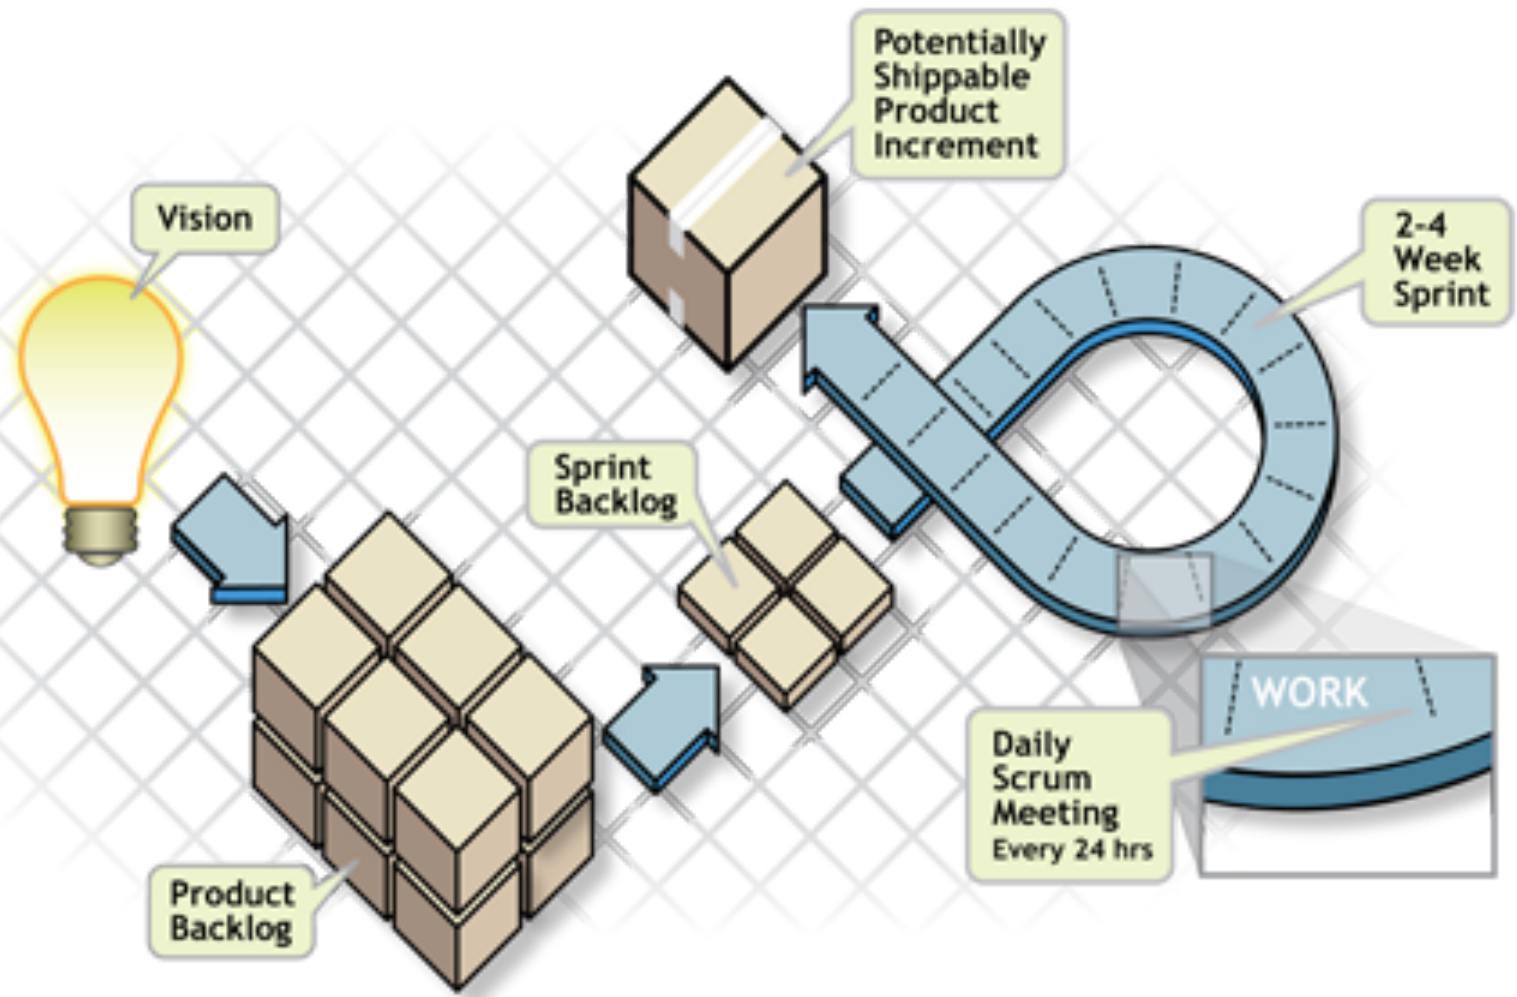 Potentially
Shippable
Product
Increment
Vision
2-4
Week
Sprint
Sprint
Backlog
WORK
Daily
Scrum
Meeting
Every 24 hrs
Product
Backlog